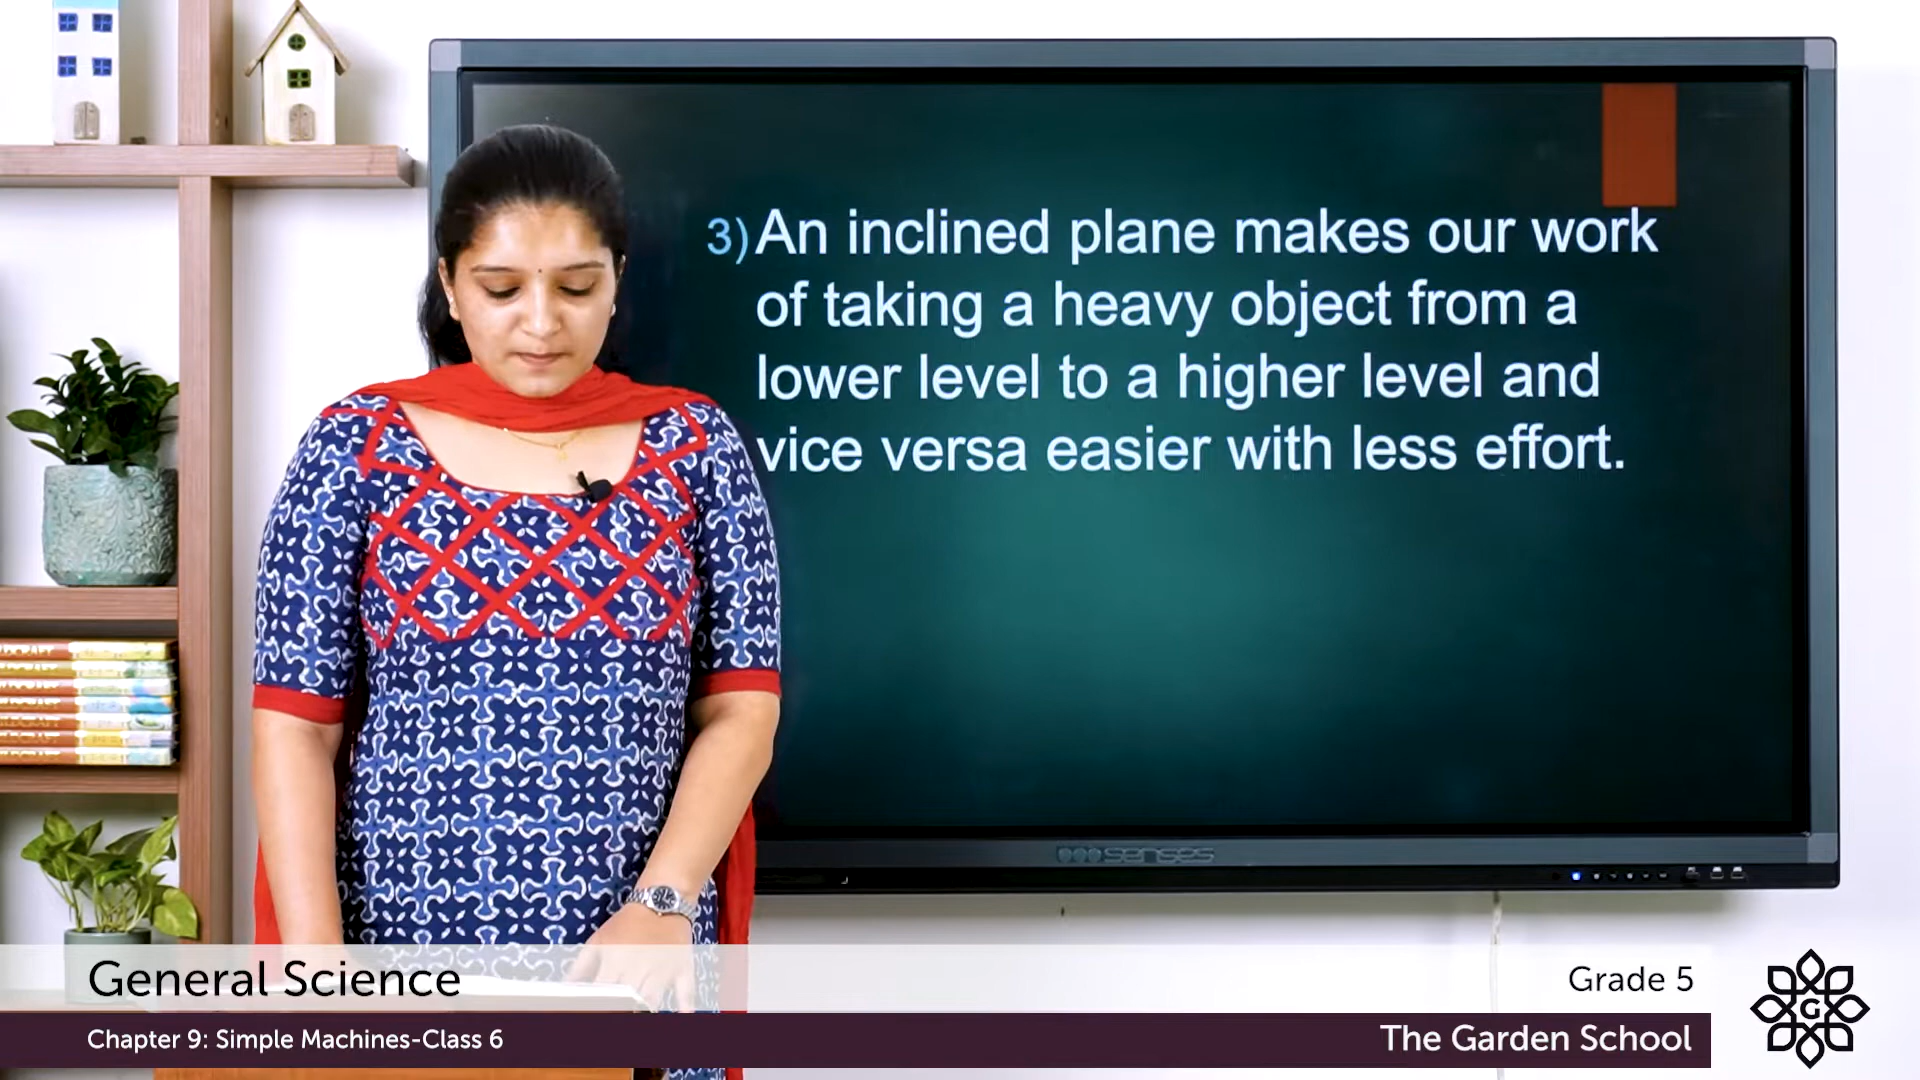 3) An inclined plane makes our work
of taking a heavy object from a
lower level to a higher level and
vice versa easier with less effort.
senses
General Science
Grade 5
Chapter 9: Simple Machines-Class 6
The Garden School
G